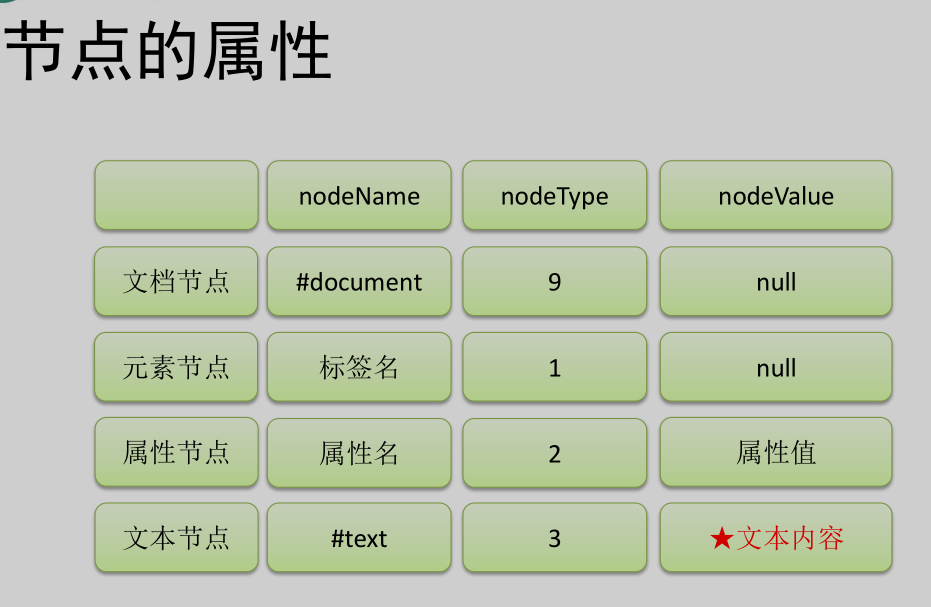 节点的属性
nodeName nodeType nodeValue
文档节点 #document 9 null
元素节点 标签名 1 null
属性节点 属性名 2 属性值
文本节点 #text 3 ★文本内容